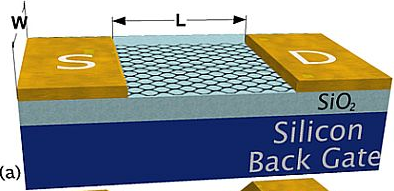 W
L
S
D
SiO₂
Silicon
Back Gate
(a)